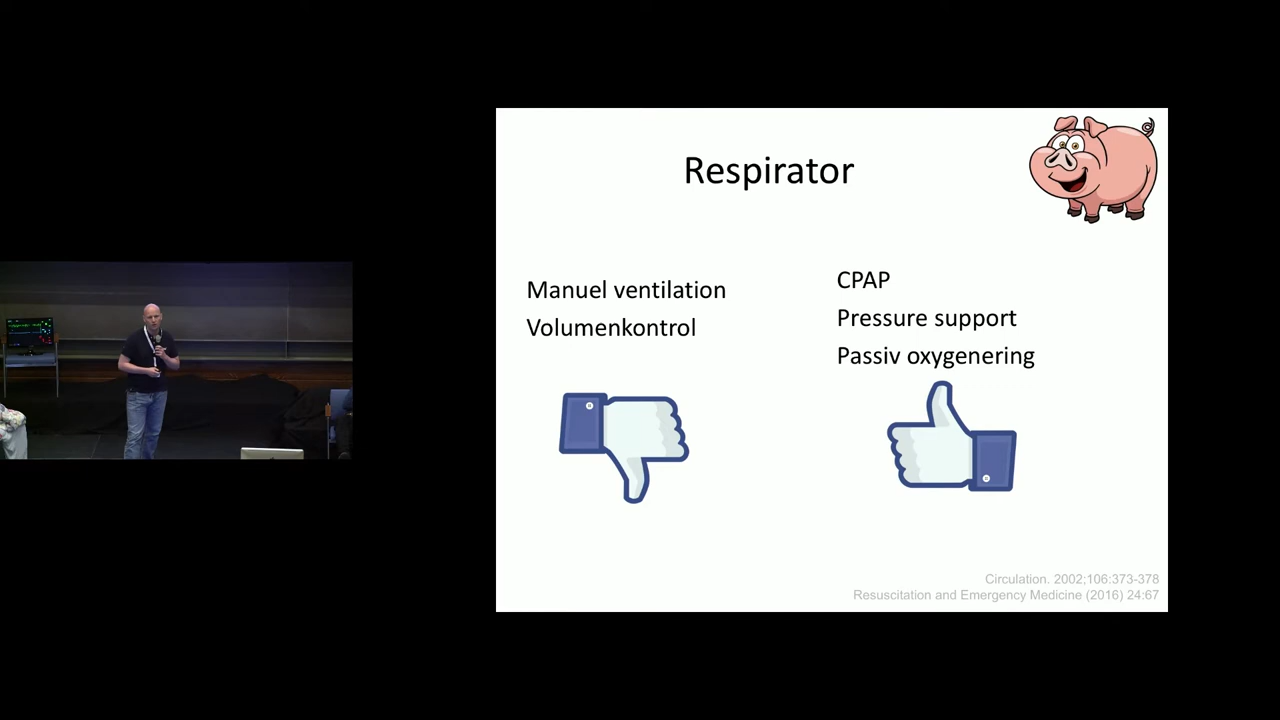 Respirator
Manuel ventilation
Volumenkontrol
CPAP
Pressure support
Passiv oxygenering
Circulation. 2002;106:373-378
Resuscitation and Emergency Medicine (2016) 24:67